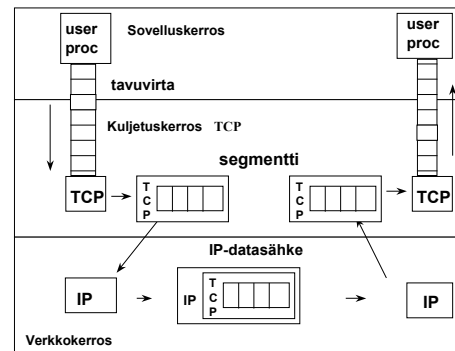 user
proc
Sovelluskerros
user
proc
tavuvirta
Kuljetuskerros TCP
segmentti
TCP
T
C
P
T
C
P
TCP
IP-datasähke
IP
IP
T
C
P
IP
Verkkokerros